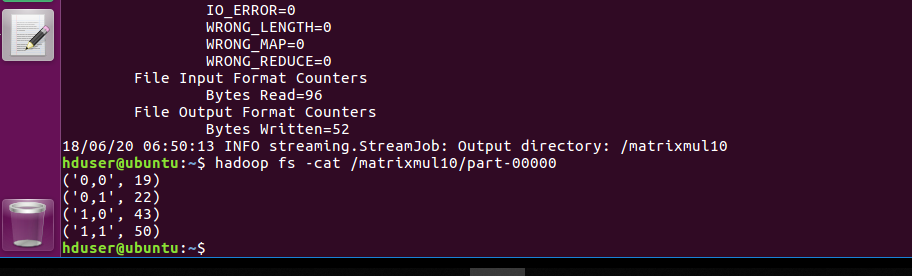 IO_ERROR=0
WRONG_LENGTH=0
WRONG_MAP=0
WRONG_REDUCE=0
File Input Format Counters
Bytes Read=96
File Output Format Counters
Bytes Written=52
18/06/20 06:50:13 INFO streaming.StreamJob: Output directory: /matrixmul10
hduser@ubuntu:~$ hadoop fs -cat /matrixmul10/part-00000
('0,0', 19)
('0,1', 22)
('1,0', 43)
('1,1', 50)
hduser@ubuntu:~$